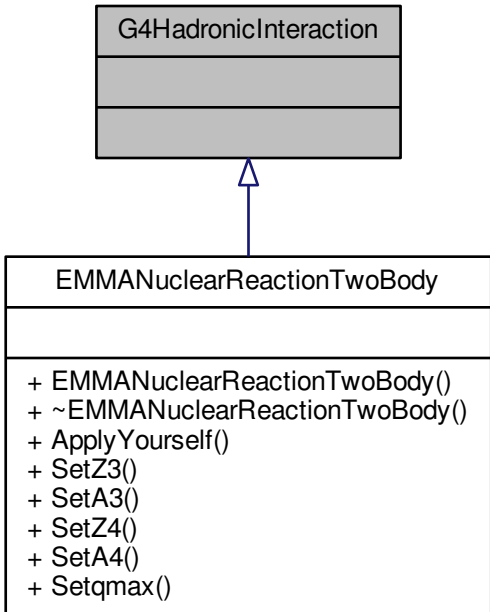 G4HadronicInteraction
EMMANuclearReactionTwoBody
+ EMMANuclearReactionTwoBody()
+ ~EMMANuclearReactionTwoBody()
+ ApplyYourself()
+ SetZ3()
+ SetA3()
+ SetZ4()
+ SetA4()
+ Setqmax()